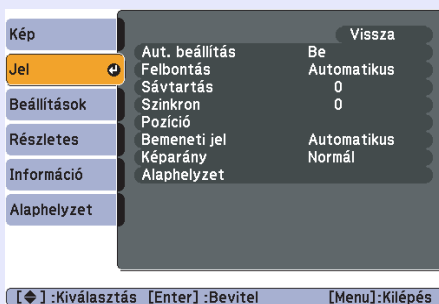 Kép
Jel
Beállítások
Részletes
Információ
Alaphelyzet
Vissza
Aut. beállítás Be
Felbontás Automatikus
Sávtartás 0
Szinkron 0
Pozíció
Bemeneti jel Automatikus
Képarány Normál
Alaphelyzet
[◆] :Kiválasztás [Enter] :Bevitel [Menu]:Kilépés